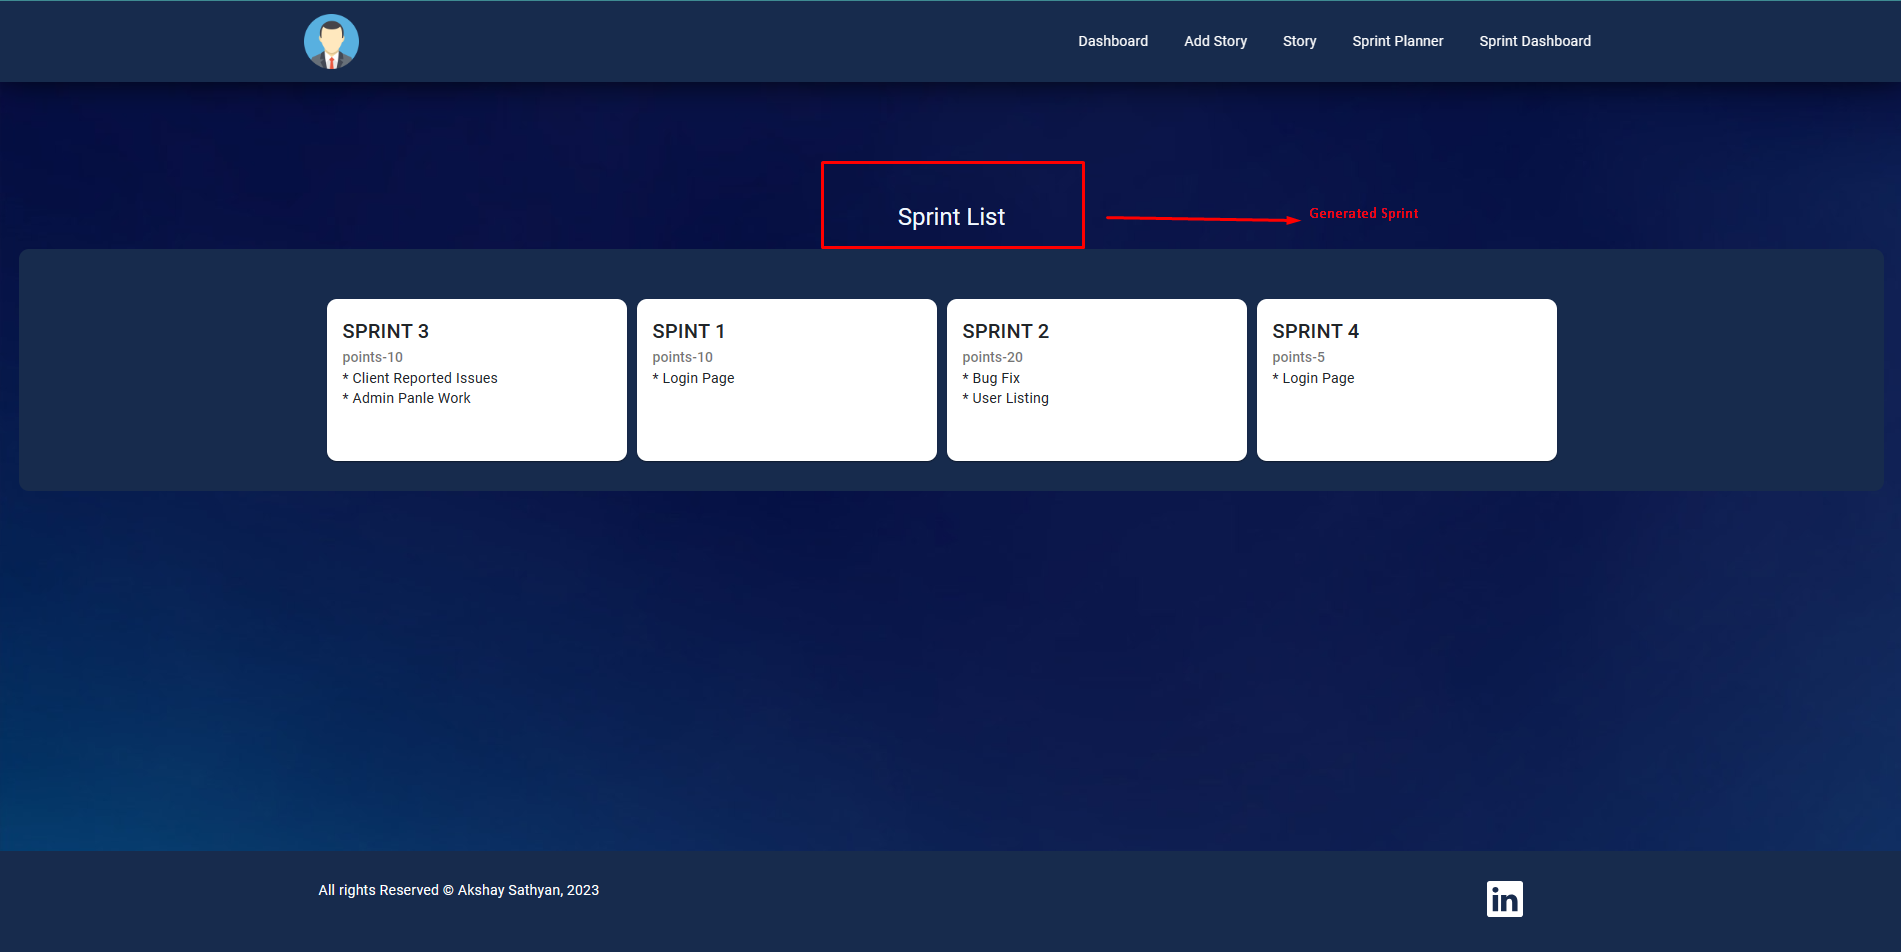 Dashboard
Add Story
Story
Sprint Planner
Sprint Dashboard
Sprint List
Generated Sprint
SPRINT 3
points-10
* Client Reported Issues
* Admin Panle Work
SPINT 1
points-10
* Login Page
SPRINT 2
points-20
* Bug Fix
* User Listing
SPRINT 4
points-5
* Login Page
All rights Reserved © Akshay Sathyan, 2023
in